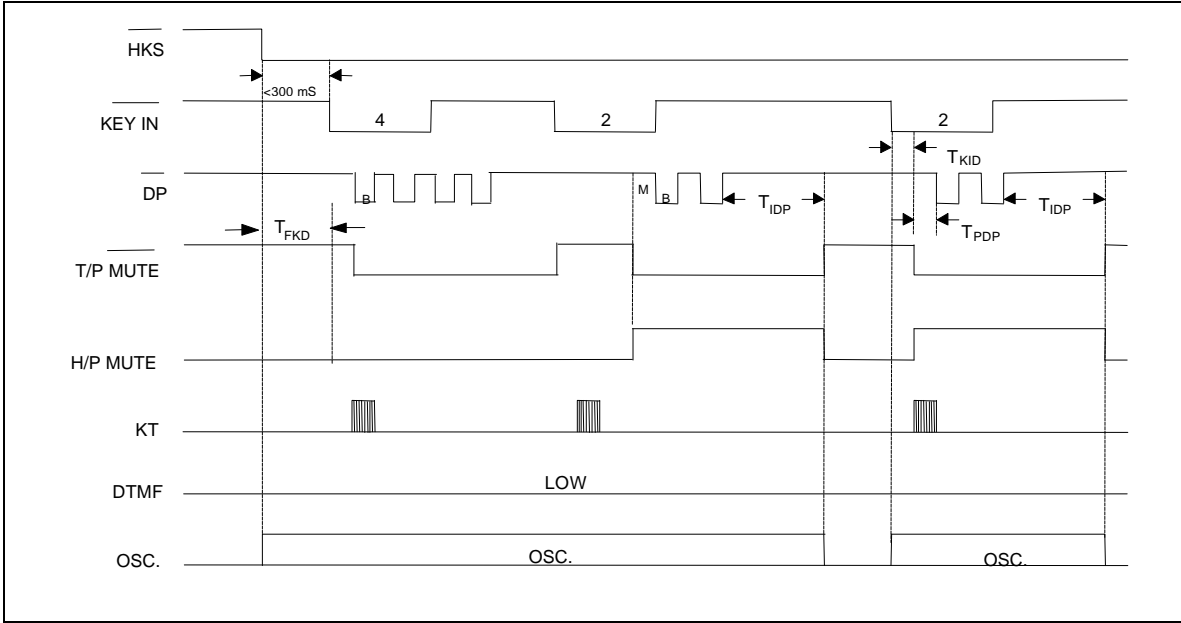 HKS
<300 mS
KEY IN
4
2
2
T_KID
DP
B
M
B
T_IDP
T_IDP
T_PDP
T_FKD
T/P MUTE
H/P MUTE
KT
DTMF
LOW
OSC.
OSC.
OSC.